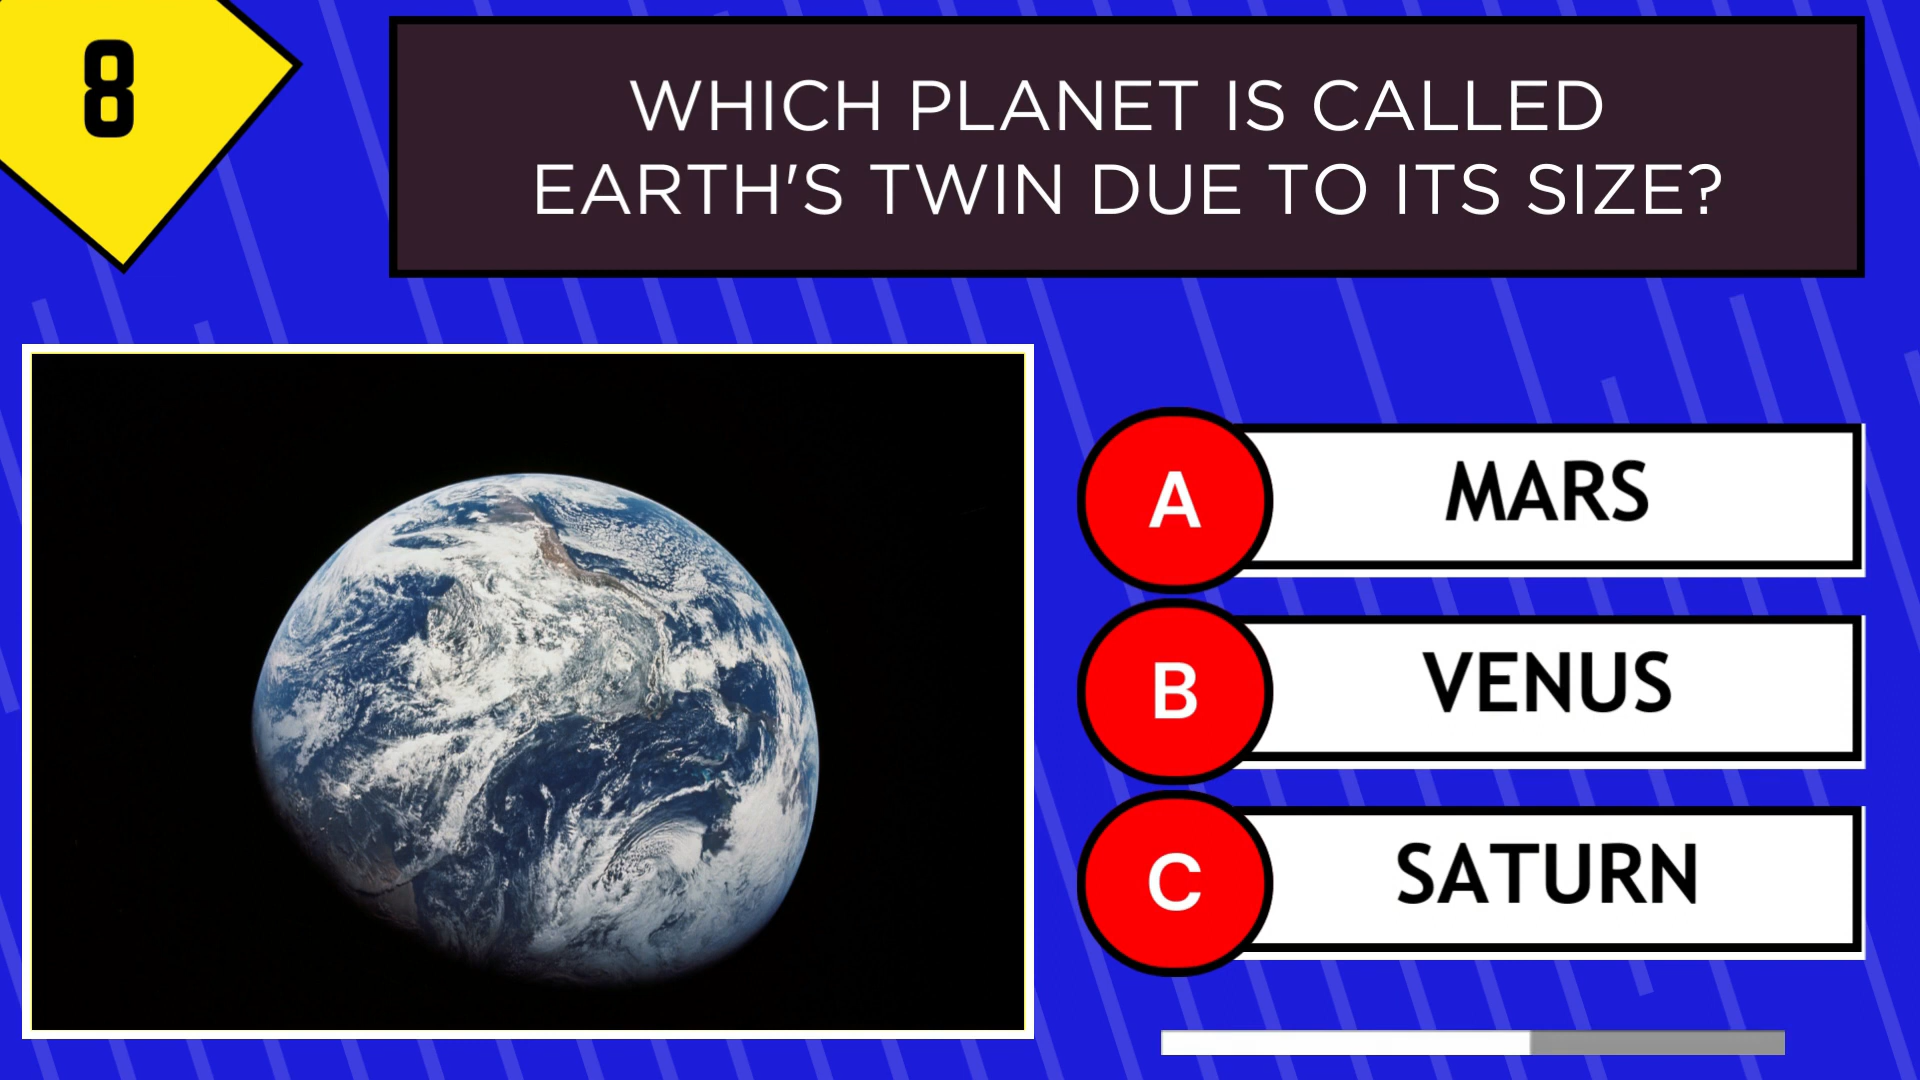 8
WHICH PLANET IS CALLED
EARTH'S TWIN DUE TO ITS SIZE?
A MARS
B VENUS
C SATURN